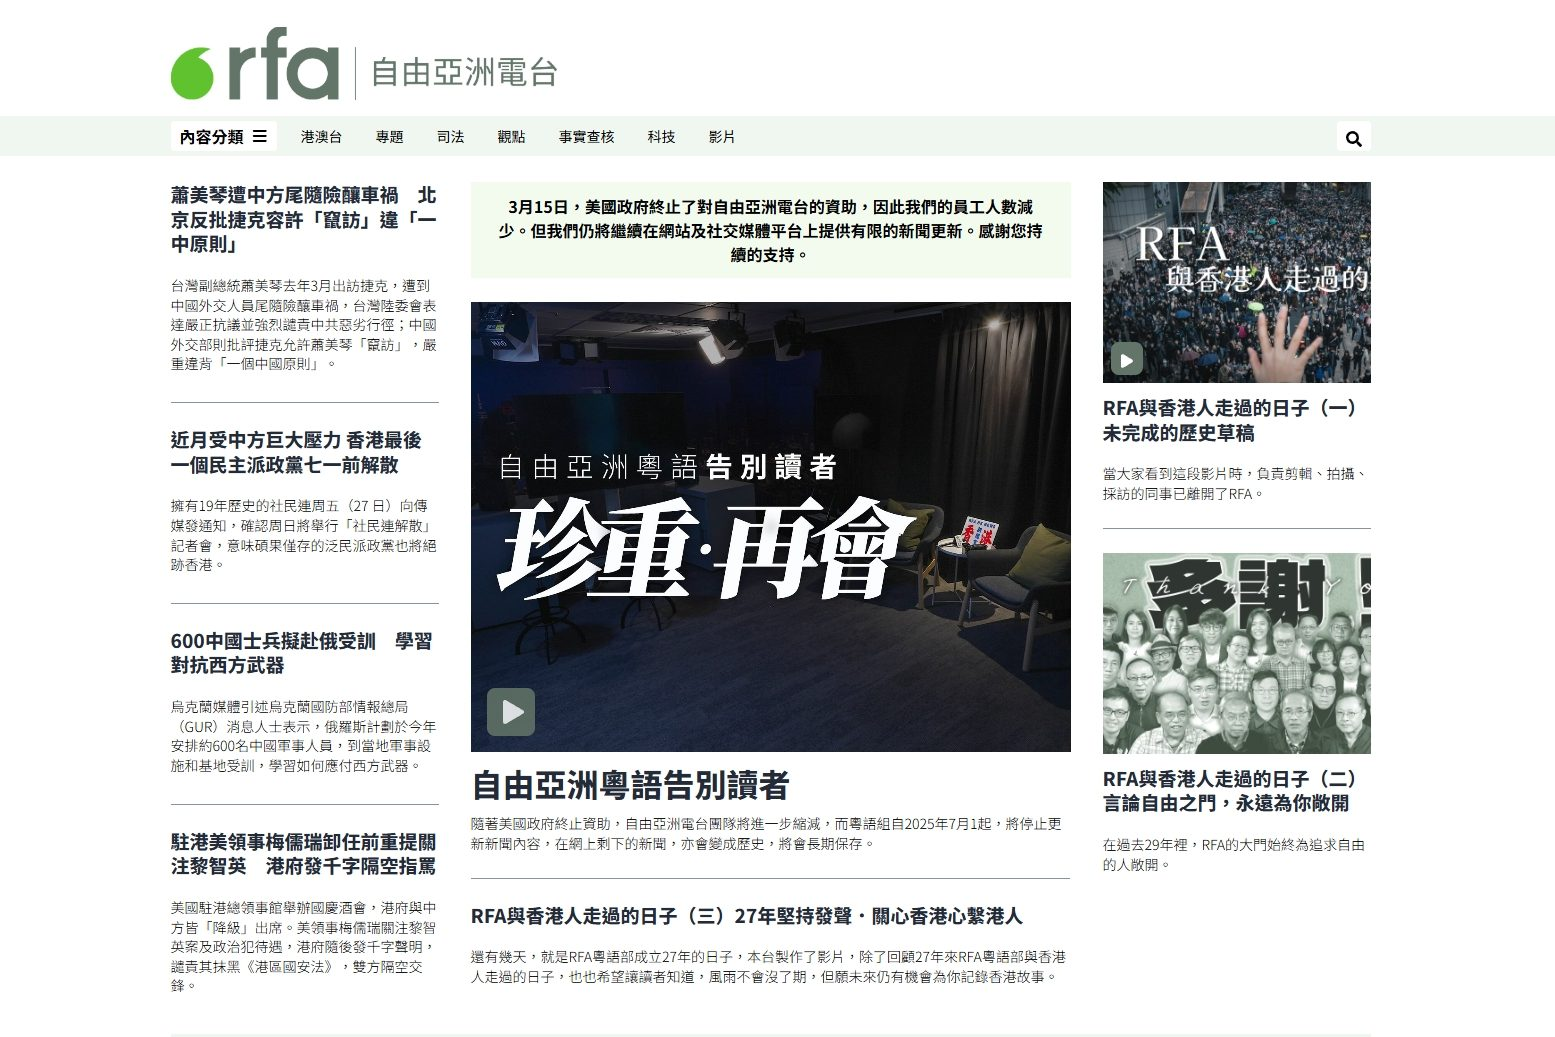 rfa 自由亞洲電台
內容分類 港澳台 專題 司法 觀點 事實查核 科技 影片
蕭美琴遭中方尾隨險釀車禍　北
京反批捷克容許「竄訪」違「一
中原則」
台灣副總統蕭美琴去年3月出訪捷克，遭到
中國外交人員尾隨險釀車禍，台灣陸委會表
達嚴正抗議並強烈譴責中共惡劣行徑；中國
外交部則批評捷克允許蕭美琴「竄訪」，嚴
重違背「一個中國原則」。
近月受中方巨大壓力 香港最後
一個民主派政黨七一前解散
擁有19年歷史的社民連周五（27 日）向傳
媒發通知，確認周日將舉行「社民連解散」
記者會，意味碩果僅存的泛民派政黨也將絕
跡香港。
600中國士兵擬赴俄受訓　學習
對抗西方武器
烏克蘭媒體引述烏克蘭國防部情報總局
（GUR）消息人士表示，俄羅斯計劃於今年
安排約600名中國軍事人員，到當地軍事設
施和基地受訓，學習如何應付西方武器。
駐港美領事梅儒瑞卸任前重提關
注黎智英　港府發千字隔空指罵
美國駐港總領事館舉辦國慶酒會，港府與中
方皆「降級」出席。美領事梅儒瑞關注黎智
英案及政治犯待遇，港府隨後發千字聲明，
譴責其抹黑《港區國安法》，雙方隔空交
鋒。
3月15日，美國政府終止了對自由亞洲電台的資助，因此我們的員工人數減
少。但我們仍將繼續在網站及社交媒體平台上提供有限的新聞更新。感謝您持
續的支持。
自由亞洲粵語告別讀者
珍重·再會
香港
自由亞洲粵語告別讀者
隨著美國政府終止資助，自由亞洲電台團隊將進一步縮減，而粵語組自2025年7月1起，將停止更
新新聞內容，在網上剩下的新聞，亦會變成歷史，將會長期保存。
RFA與香港人走過的日子（三）27年堅持發聲．關心香港心繫港人
還有幾天，就是RFA粵語部成立27年的日子，本台製作了影片，除了回顧27年來RFA粵語部與香港
人走過的日子，也也希望讓讀者知道，風雨不會沒了期，但願未來仍有機會為你記錄香港故事。
RFA
與香港人走過的
RFA與香港人走過的日子（一）
未完成的歷史草稿
當大家看到這段影片時，負責剪輯、拍攝、
採訪的同事已離開了RFA。
多謝!
Thank Yo
RFA與香港人走過的日子（二）
言論自由之門，永遠為你敞開
在過去29年裡，RFA的大門始終為追求自由
的人敞開。